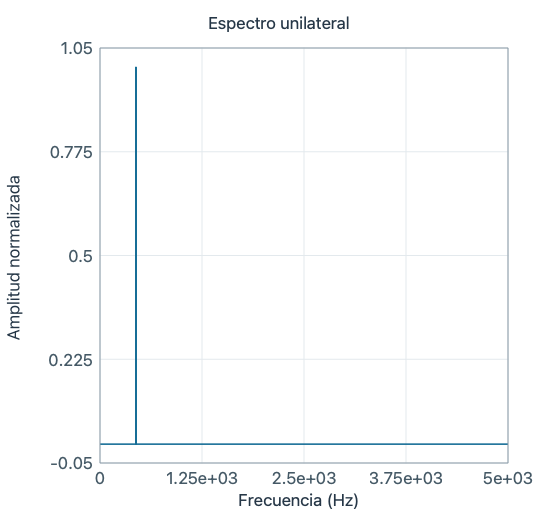 Espectro unilateral
1.05
0.775
0.5
0.225
-0.05
Amplitud normalizada
0 1.25e+03 2.5e+03 3.75e+03 5e+03
Frecuencia (Hz)